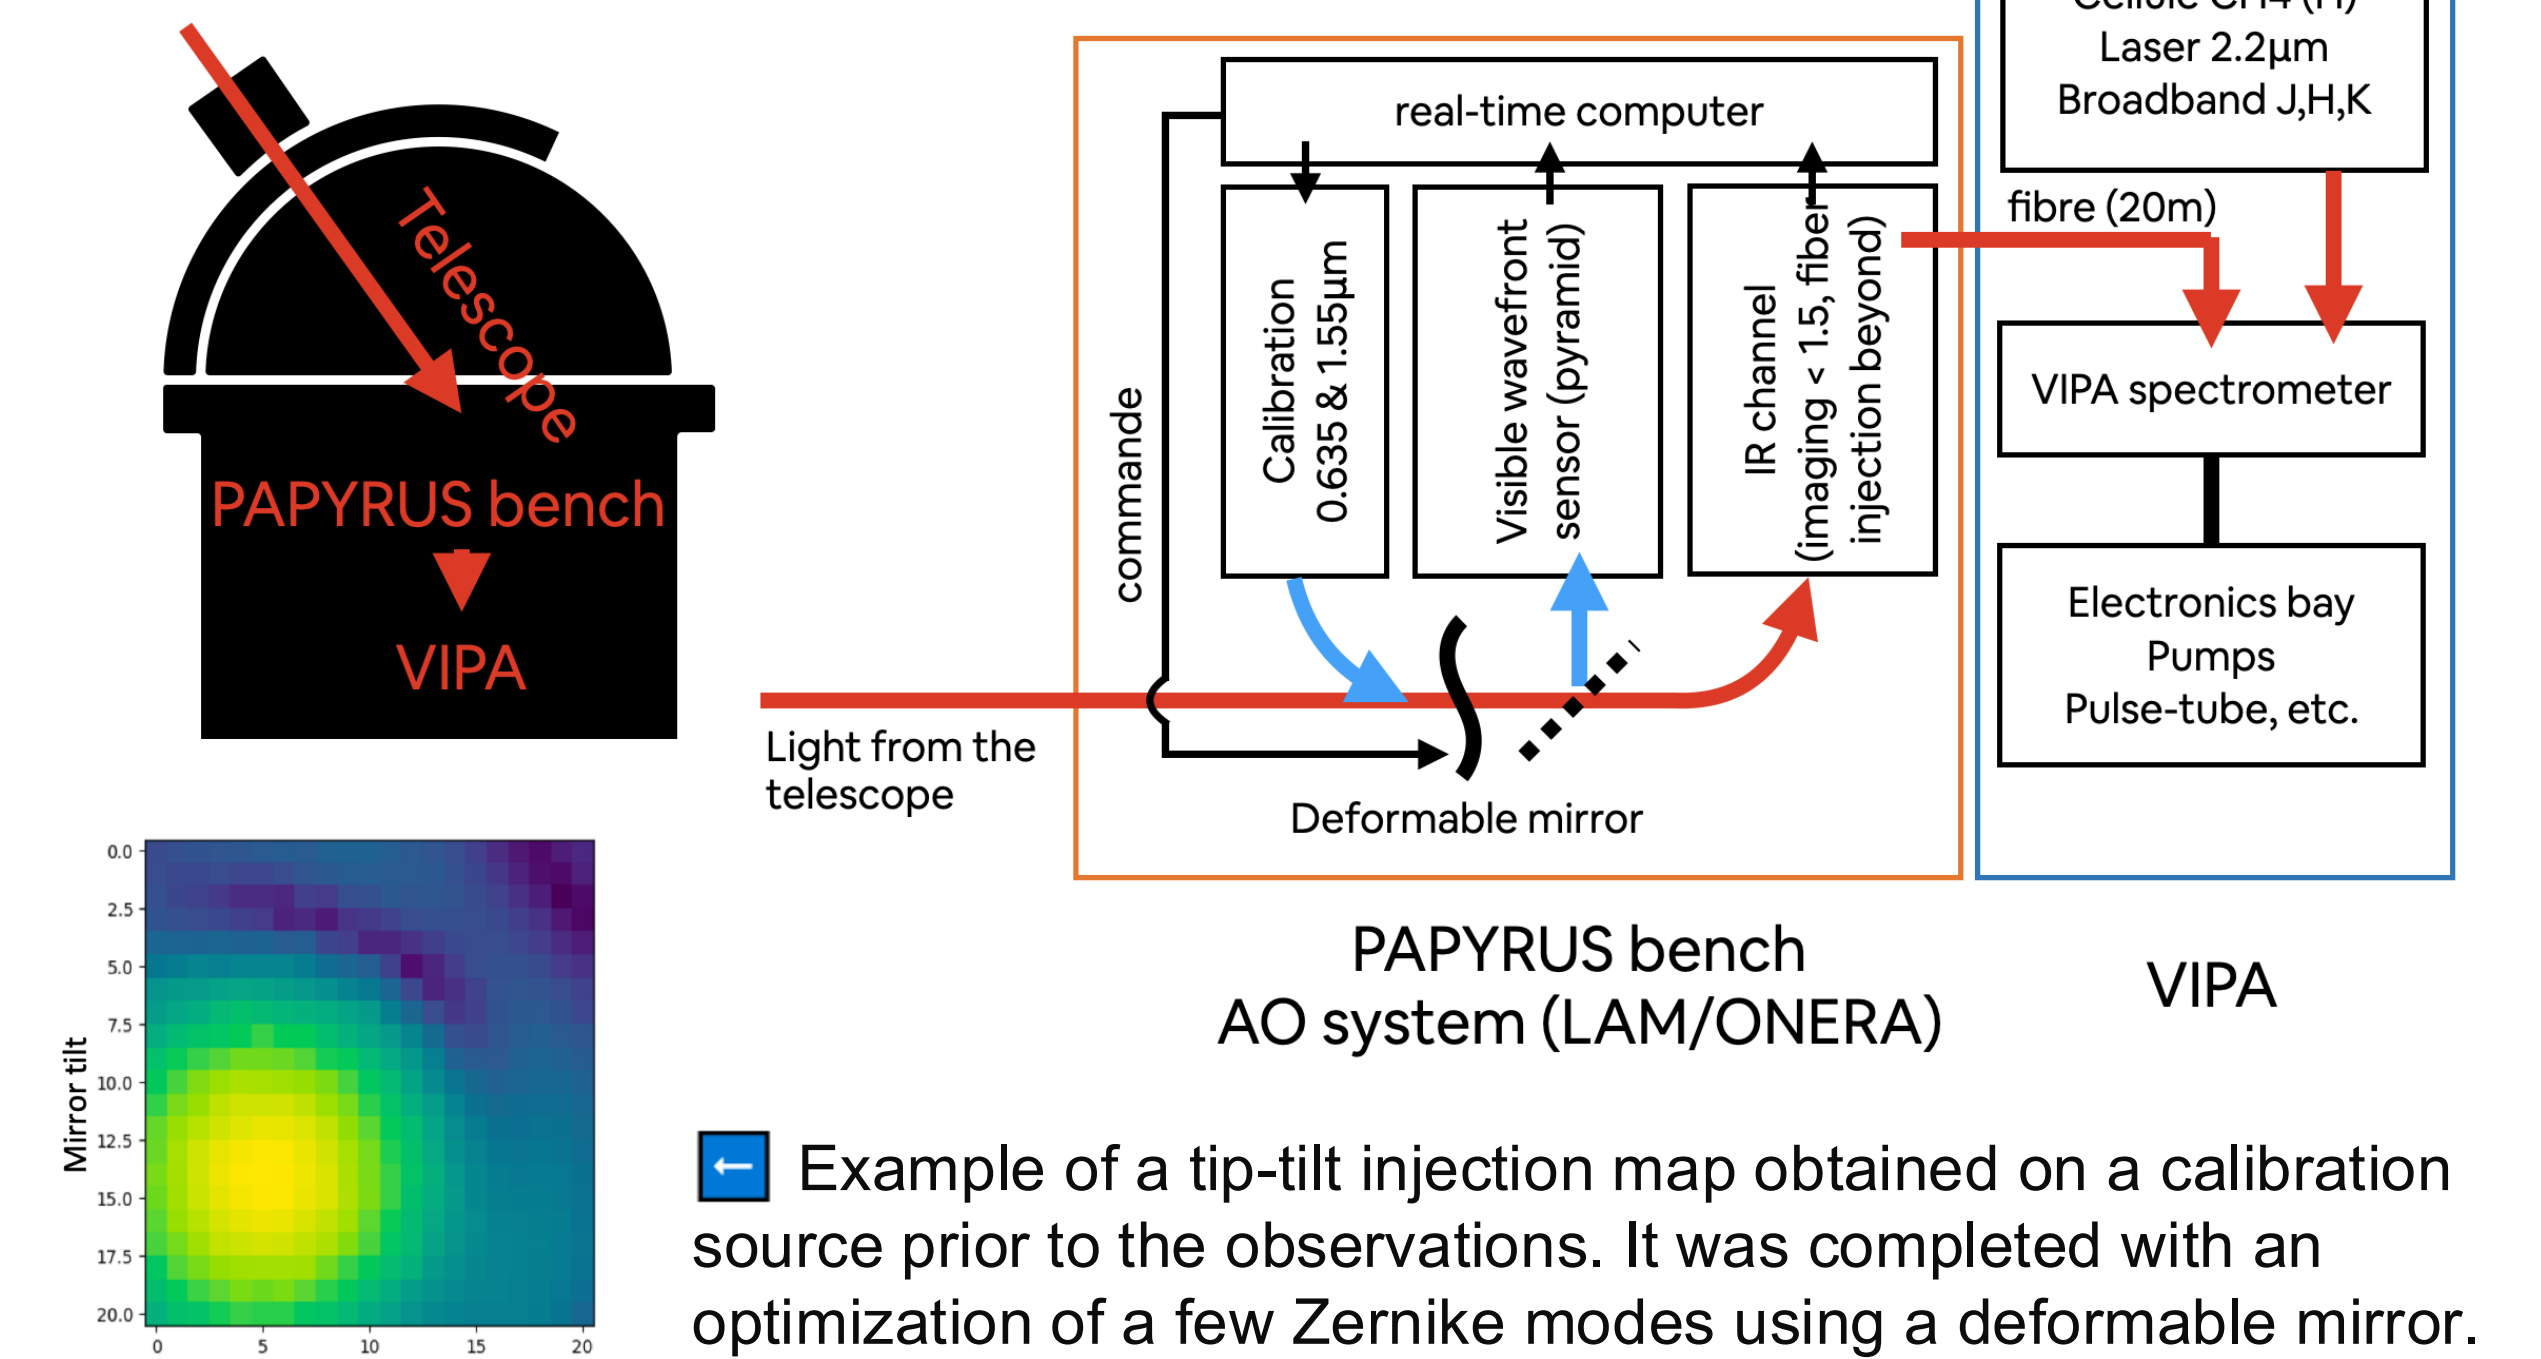 Telescope
PAPYRUS bench
VIPA
Light from the
telescope
real-time computer
commande
Calibration
0.635 & 1.55µm
Visible wavefront
sensor (pyramid)
IR channel
(imaging < 1.5, fiber
injection beyond)
Deformable mirror
PAPYRUS bench
AO system (LAM/ONERA)
Cellule CH4 (H)
Laser 2.2µm
Broadband J,H,K
fibre (20m)
VIPA spectrometer
Electronics bay
Pumps
Pulse-tube, etc.
VIPA
Mirror tilt
0.0
2.5
5.0
7.5
10.0
12.5
15.0
17.5
20.0
0 5 10 15 20
← Example of a tip-tilt injection map obtained on a calibration
source prior to the observations. It was completed with an
optimization of a few Zernike modes using a deformable mirror.